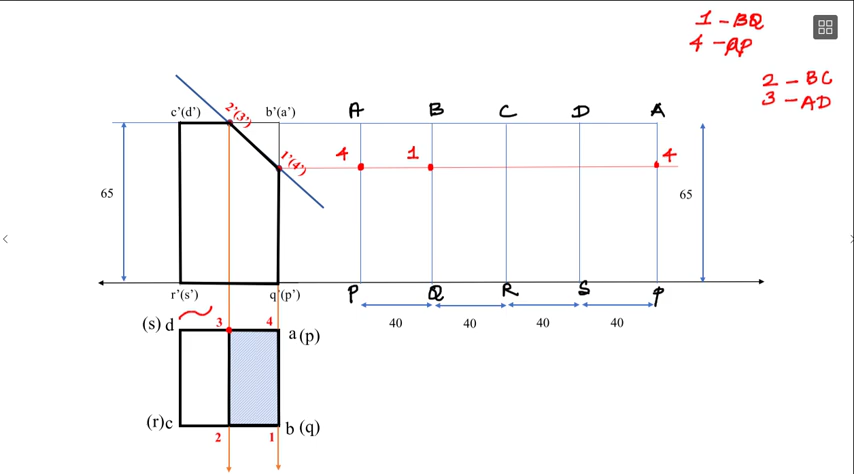 1 - BQ
4 - AP
2 - BC
3 - AD
c'(d') 2'(3') b'(a') A B C D A
1'(4') 4 1 4
65 65
r'(s') q'(p') P Q R S P
40 40 40 40
(s) d 3 4 a (p)
(r)c 2 1 b (q)